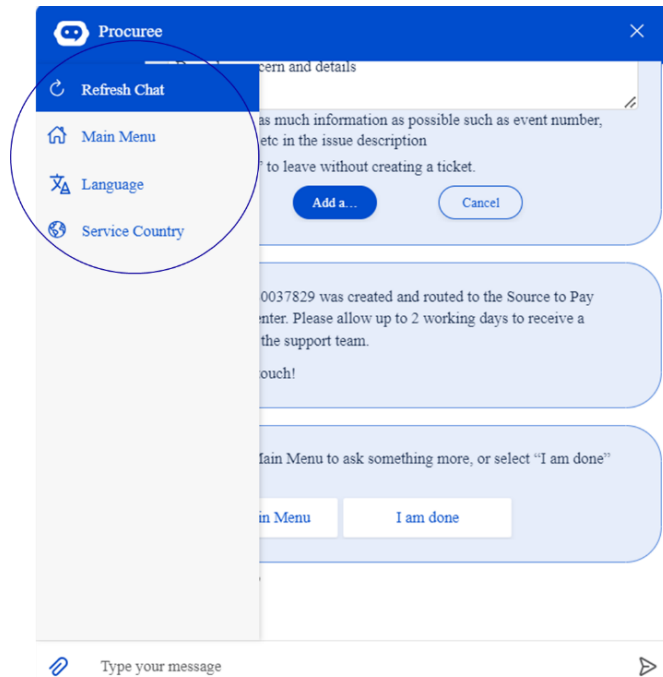 Procuree
cern and details
Refresh Chat
as much information as possible such as event number,
Main Menu
etc in the issue description
to leave without creating a ticket.
Language
Add a...
Cancel
Service Country
0037829 was created and routed to the Source to Pay
enter. Please allow up to 2 working days to receive a
the support team.
ouch!
Main Menu to ask something more, or select “I am done”
in Menu
I am done
Type your message